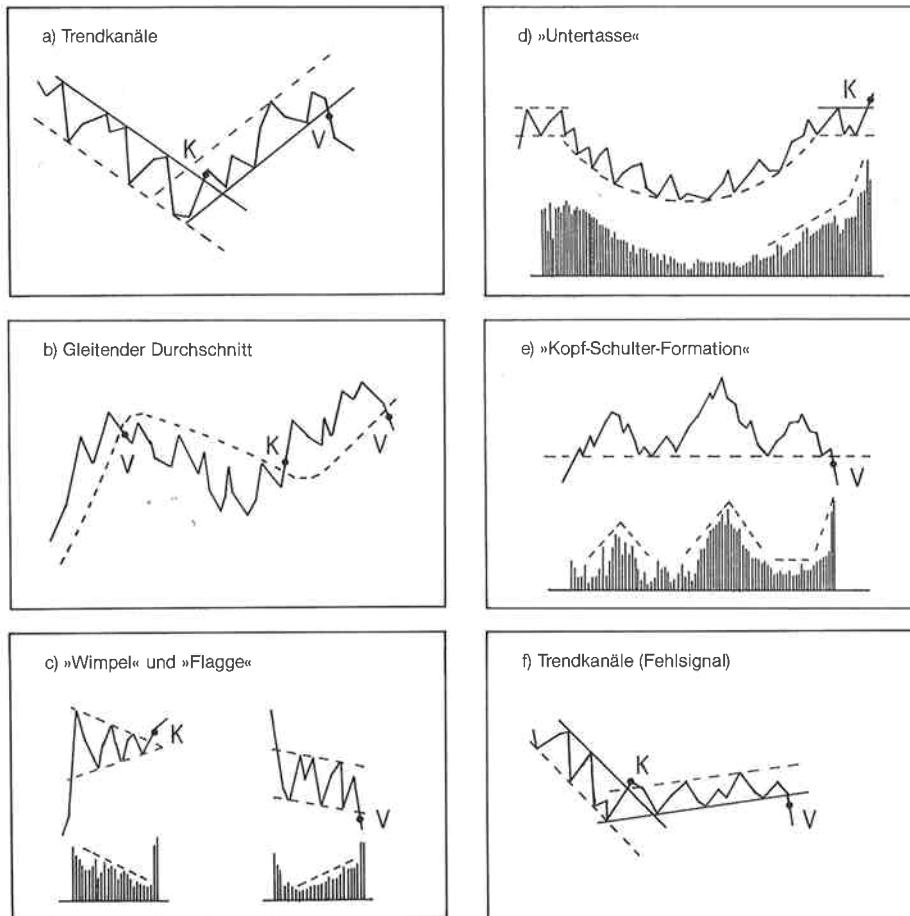 a) Trendkanäle
K
V
b) Gleitender Durchschnitt
V
K
V
c) »Wimpel« und »Flagge«
K
V
d) »Untertasse«
K
e) »Kopf-Schulter-Formation«
V
f) Trendkanäle (Fehlsignal)
K
V